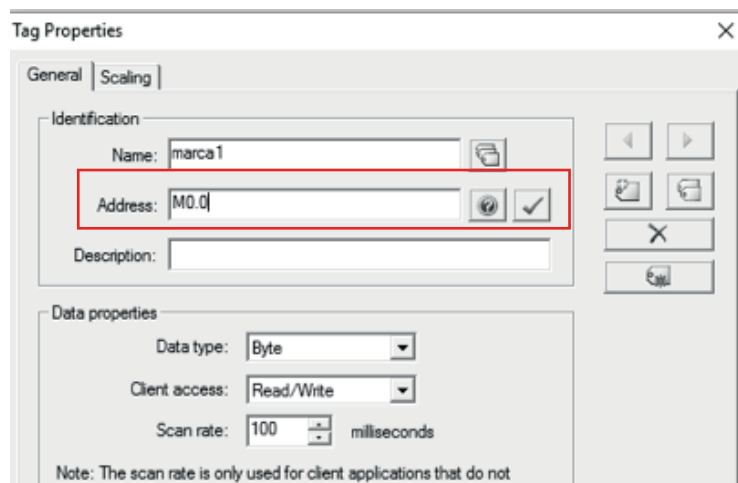 Tag Properties
General Scaling
Identification
Name: marca1
Address: M0.0
Description:
Data properties
Data type: Byte
Client access: Read/Write
Scan rate: 100 milliseconds
Note: The scan rate is only used for client applications that do not